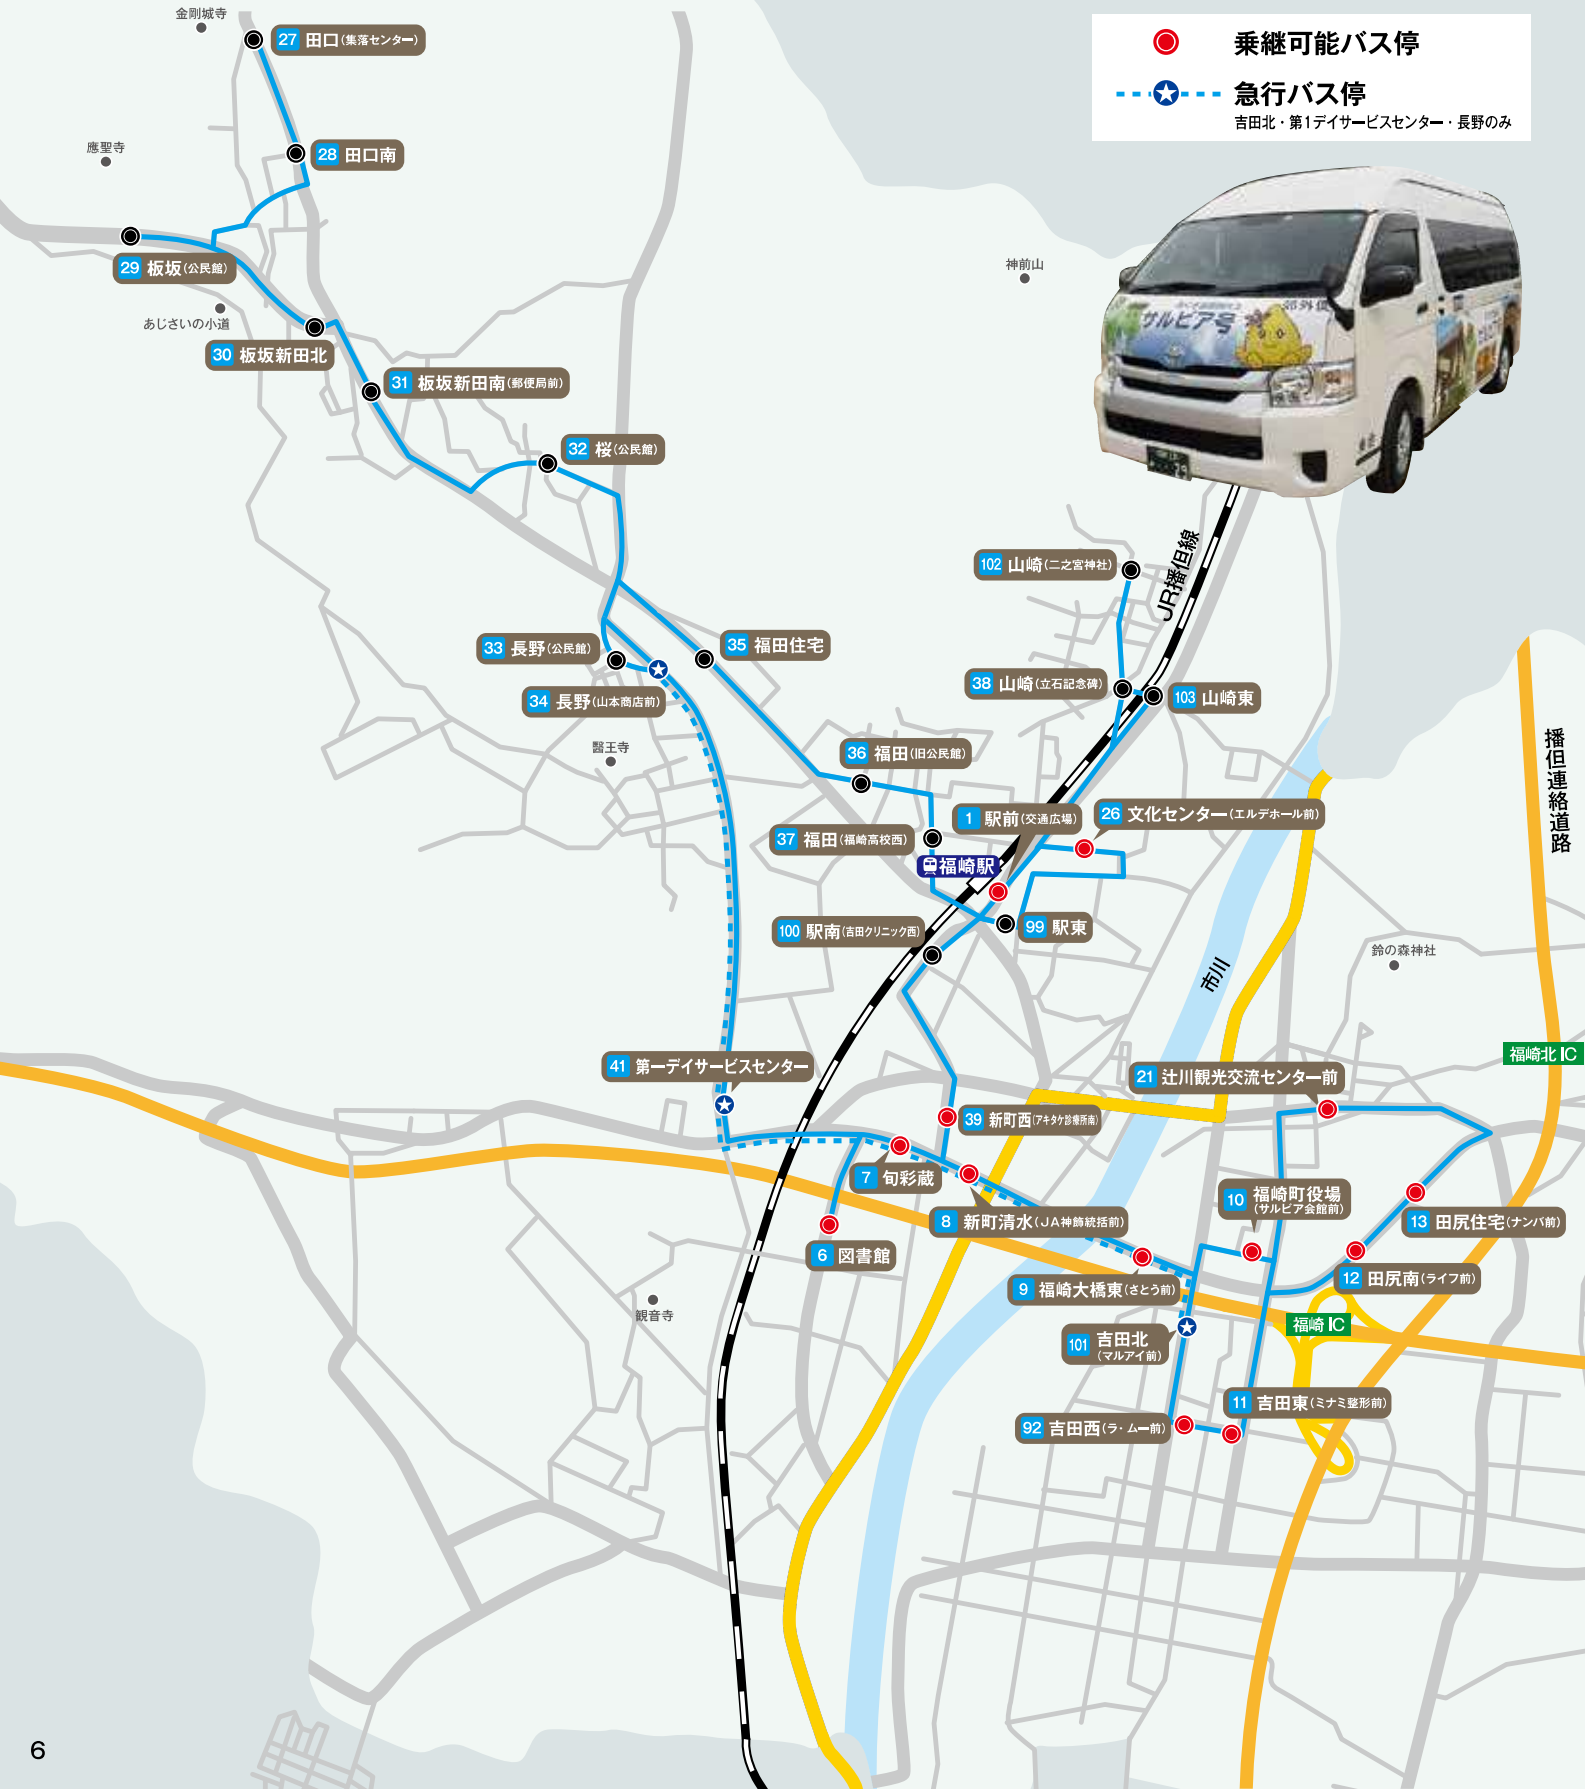 金剛城寺
27 田口(集落センター)
乗継可能バス停
急行バス停
吉田北・第1デイサービスセンター・長野のみ
應聖寺
28 田口南
29 板坂(公民館)
神前山
あじさいの小道
サルビア号
郊外便
30 板坂新田北
31 板坂新田南(郵便局前)
32 桜(公民館)
JR播但線
102 山崎(二之宮神社)
33 長野(公民館)
35 福田住宅
34 長野(山本商店前)
38 山崎(立石記念碑)
103 山崎東
醫王寺
36 福田(旧公民館)
播但連絡道路
1 駅前(交通広場)
26 文化センター(エルデホール前)
37 福田(福崎高校西)
福崎駅
100 駅南(吉田クリニック西)
99 駅東
鈴の森神社
市川
福崎北IC
41 第一デイサービスセンター
21 辻川観光交流センター前
39 新町西(アキタケ診療所南)
7 旬彩蔵
10 福崎町役場
(サルビア会館前)
8 新町清水(JA神飾統括前)
13 田尻住宅(ナンバ前)
6 図書館
12 田尻南(ライフ前)
9 福崎大橋東(さとう前)
観音寺
福崎IC
101 吉田北
(マルアイ前)
11 吉田東(ミナミ整形前)
92 吉田西(ラ・ムー前)
6